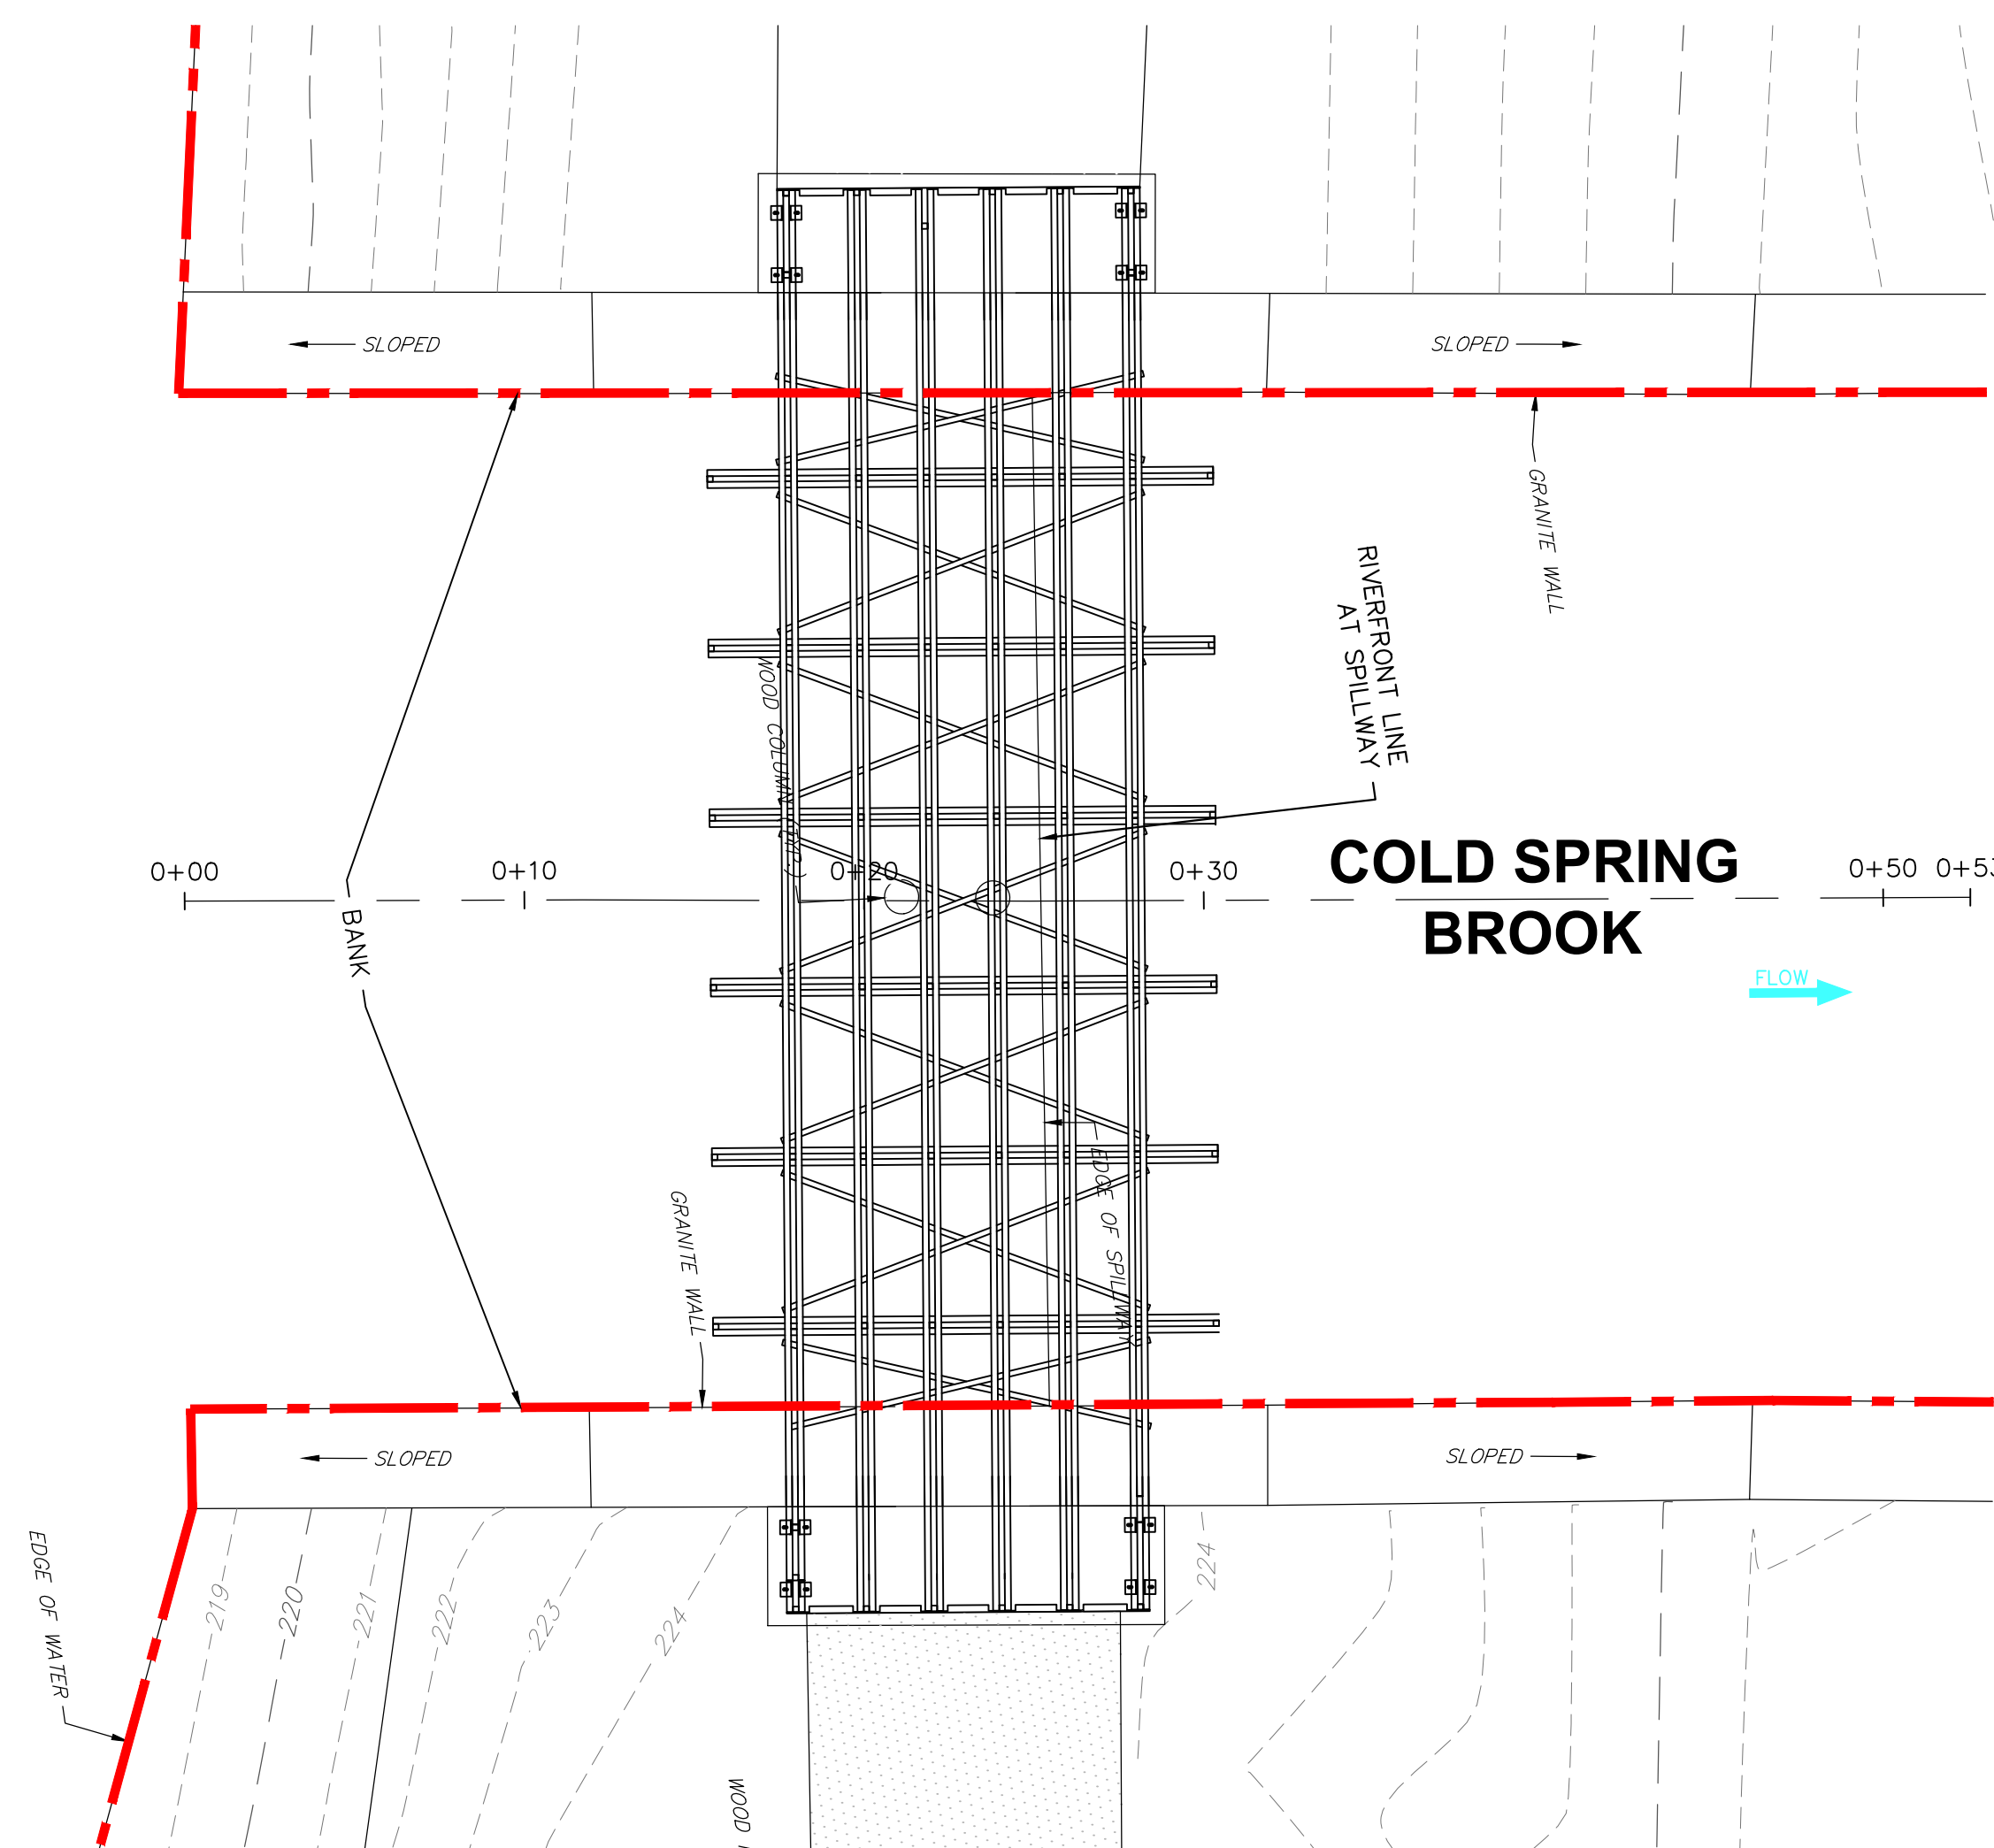 SLOPED
SLOPED
GRANITE WALL
RIVERFRONT LINE
AT SPILLWAY
WOOD COLUMN (TYP.)
0+00
0+10
0+20
0+30
COLD SPRING
BROOK
0+50
BANK
FLOW
EDGE OF SPILLWAY
GRANITE WALL
SLOPED
SLOPED
EDGE OF WATER
219
220
221
222
223
224
224
WOOD